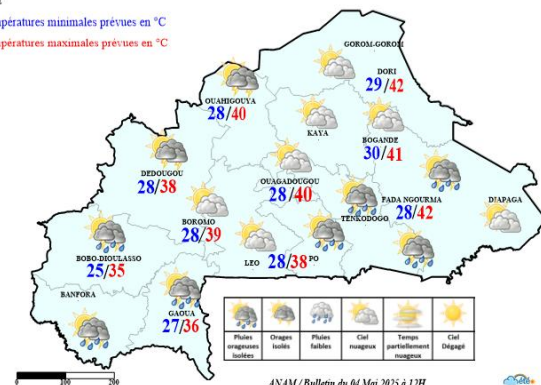 pératures minimales prévues en °C
pératures maximales prévues en °C
GOROM-GOROM
DORI
29/42
OUAHIGOUYA
28/40
KAYA
BOGANDE
30/41
DEDOUGOU
28/38
OUAGADOUGOU
28/40
FADA NGOURMA
28/42
DIAPAGA
TENKODOGO
BOROMO
28/39
BOBO-DIOULASSO
25/35
LEO 28/38 PO
BANFORA
GAOUA
27/36
Pluies orageuses isolées
Orages isolés
Pluies faibles
Ciel nuageux
Temps partiellement nuageux
Ciel Dégagé
0 100 200
ANAM / Bulletin du 04 Mai 2025 à 12H